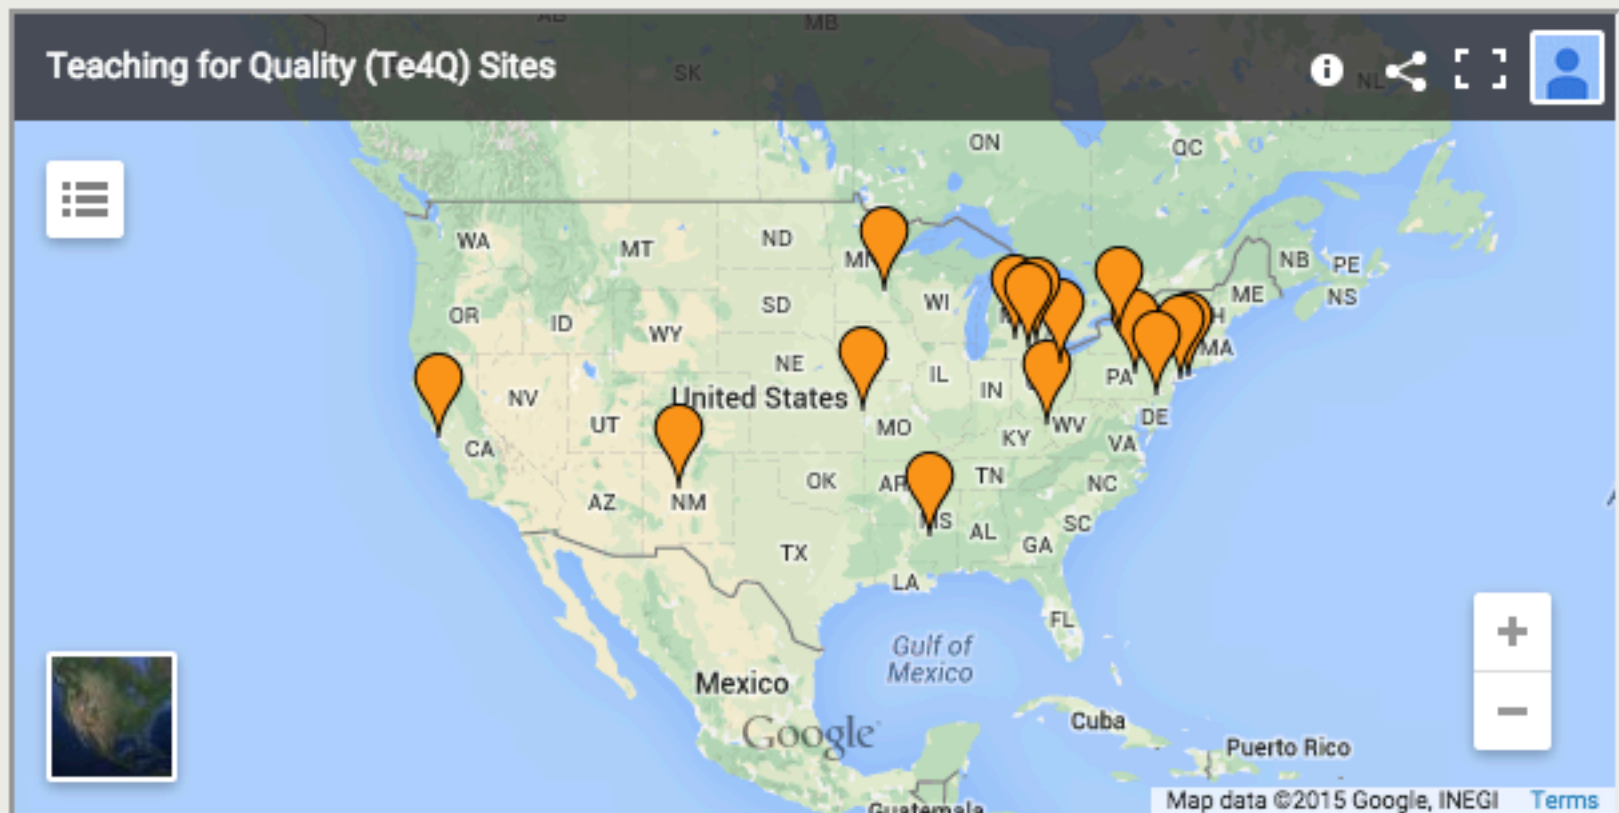 AB
MB
Teaching for Quality (Te4Q) Sites
SK
NL
ON
QC
WA
MT
ND
NB
PE
ME
NS
OR
ID
WY
SD
WI
MA
NE
IL
IN
PA
NV
United States
UT
MO
KY
WV
DE
CA
VA
AZ
NM
OK
TN
NC
TX
AL
SC
GA
LA
FL
Gulf of
Mexico
Mexico
Google
Cuba
Puerto Rico
Guatemala
Map data ©2015 Google, INEGI
Terms